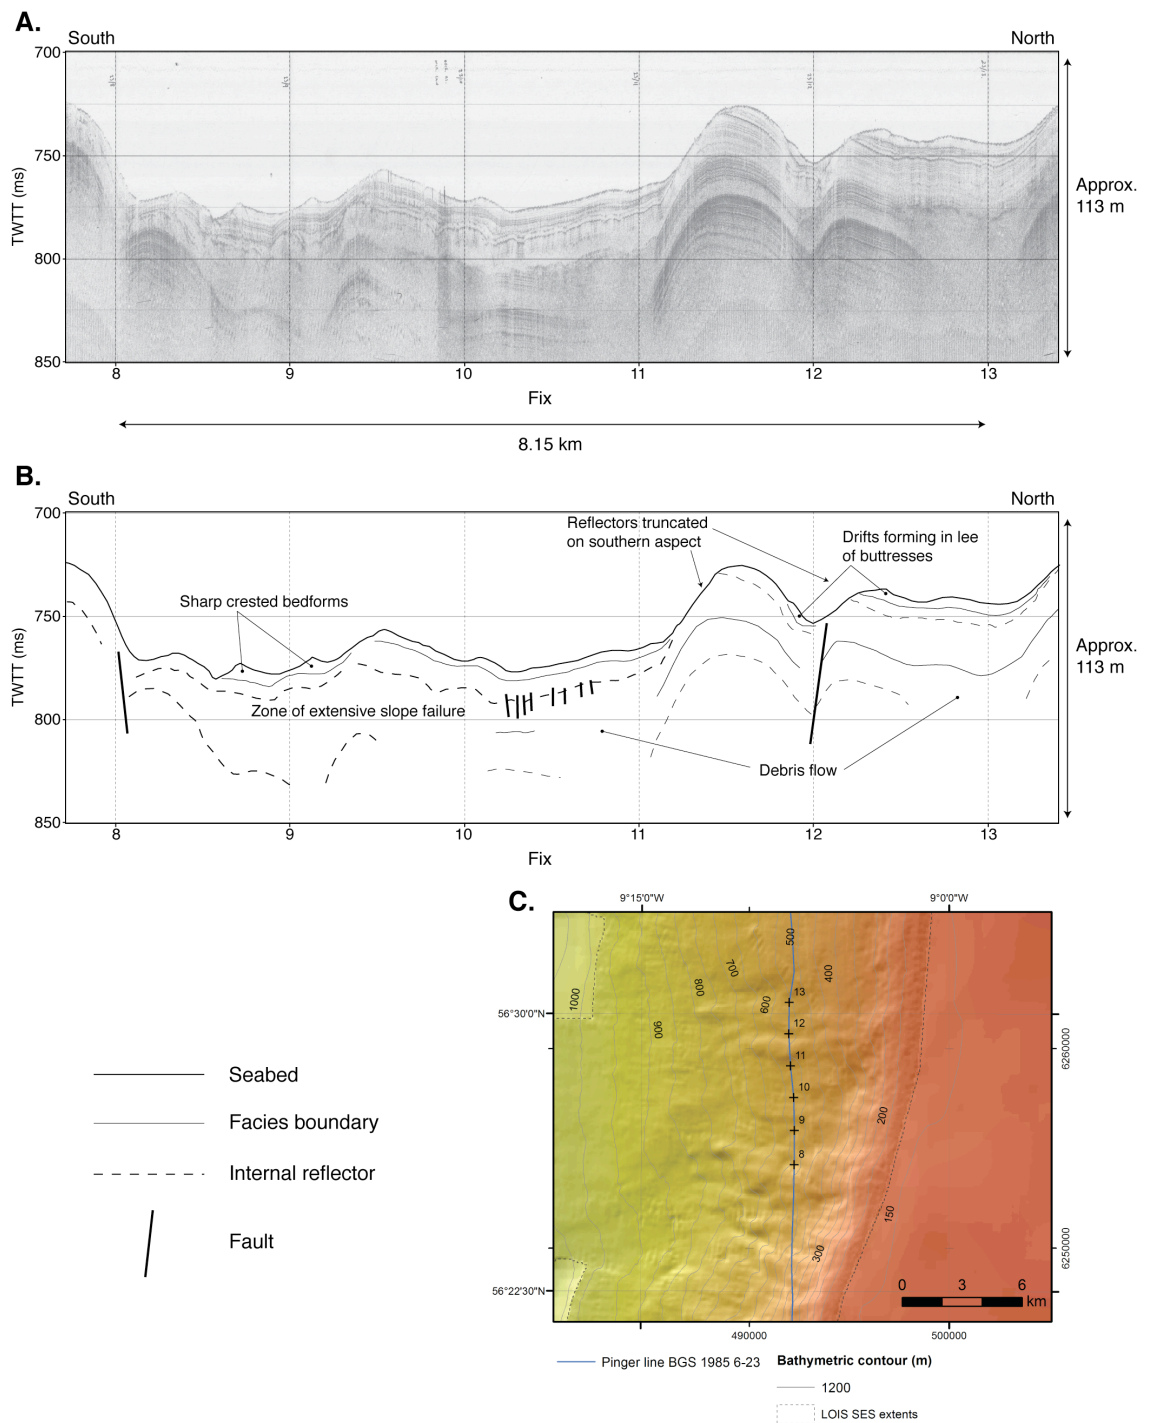 A.
South
North
700
750
800
850
TWTT (ms)
Approx.
113 m
8
9
10
11
12
13
Fix
8.15 km
B.
South
North
700
750
800
850
TWTT (ms)
Reflectors truncated
on southern aspect
Drifts forming in lee
of buttresses
Sharp crested bedforms
Zone of extensive slope failure
Debris flow
Approx.
113 m
8
9
10
11
12
13
Fix
C.
9°15'0"W
9°0'0"W
56°30'0"N
56°22'30"N
6260000
6250000
490000
500000
1000
900
800
700
600
500
400
300
200
150
13
12
11
10
9
8
0
3
6
km
Seabed
Facies boundary
Internal reflector
Fault
Pinger line BGS 1985 6-23
Bathymetric contour (m)
1200
LOIS SES extents